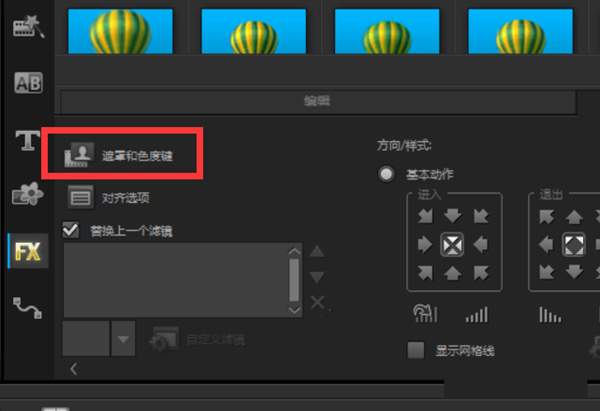 AB
编辑
T
遮罩和色度键
方向/样式:
基本动作
对齐选项
进入
退出
替换上一个滤镜
FX
自定义滤镜
显示网格线